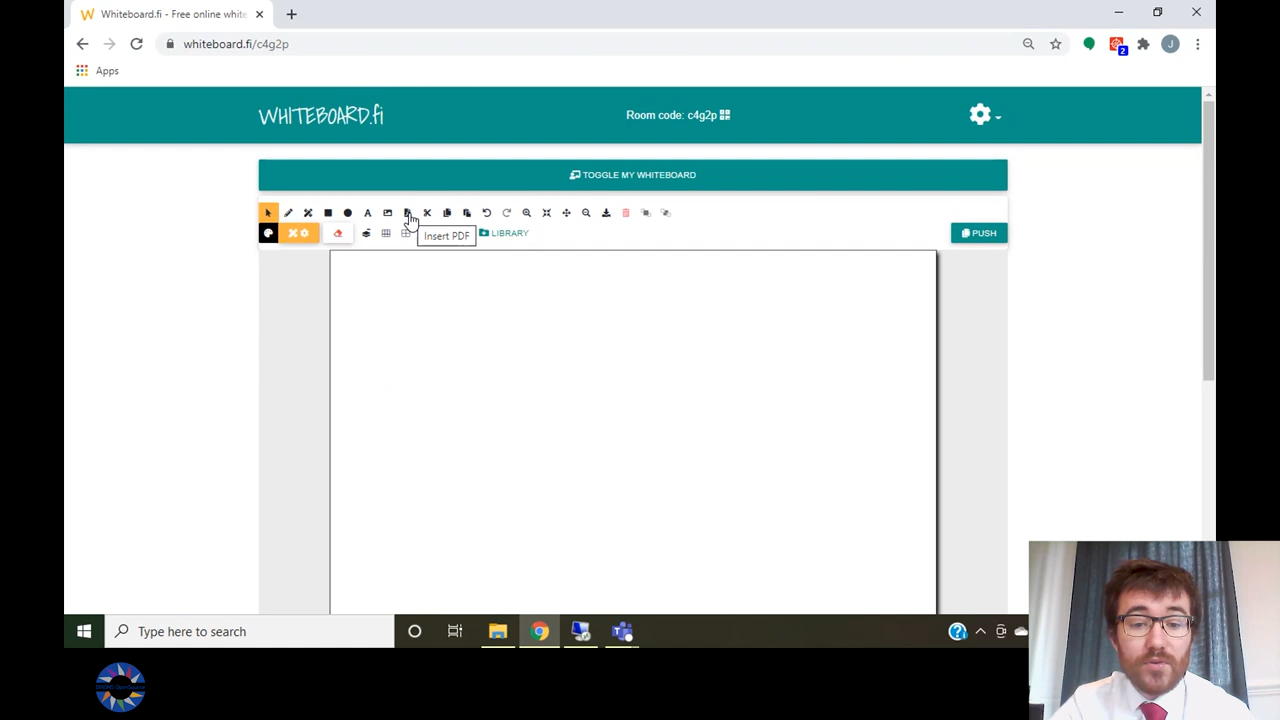 Whiteboard.fi - Free online white
whiteboard.fi/c4g2p
2
J
Apps
WHITEBOARD.fi
Room code: c4g2p
TOGGLE MY WHITEBOARD
A
Insert PDF
LIBRARY
PUSH
Type here to search